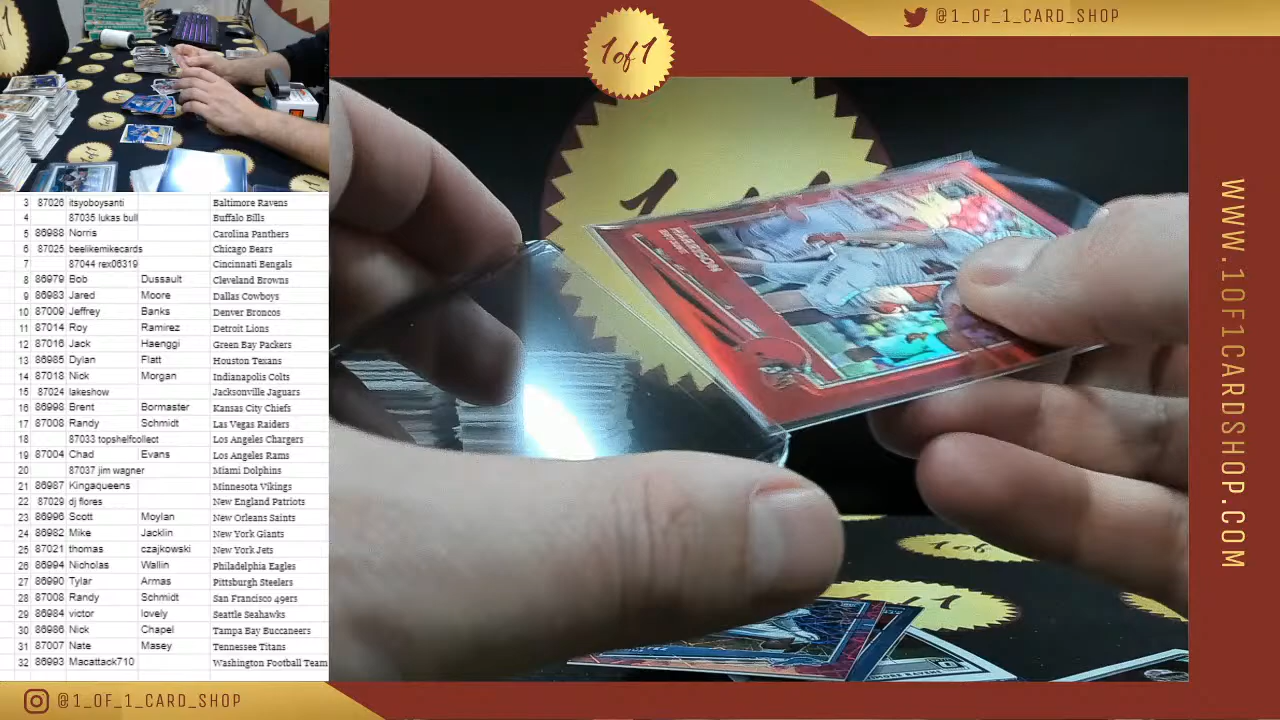 1of1
@1_OF_1_CARD_SHOP
3 87026 itsyoboysanti Baltimore Ravens
4 87035 lukas bull Buffalo Bills
5 86988 Norris Carolina Panthers
6 87025 beelikemikecards Chicago Bears
7 87044 rex06319 Cincinnati Bengals
8 86979 Bob Dussault Cleveland Browns
9 86983 Jared Moore Dallas Cowboys
10 87009 Jeffrey Banks Denver Broncos
11 87014 Roy Ramirez Detroit Lions
12 87016 Jack Haenggi Green Bay Packers
13 86985 Dylan Flatt Houston Texans
14 87018 Nick Morgan Indianapolis Colts
15 87024 lakeshow Jacksonville Jaguars
16 86998 Brent Bormaster Kansas City Chiefs
17 87008 Randy Schmidt Las Vegas Raiders
18 87033 topshelfcollect Los Angeles Chargers
19 87004 Chad Evans Los Angeles Rams
20 87037 jim wagner Miami Dolphins
21 86987 Kingaqueens Minnesota Vikings
22 87029 dj flores New England Patriots
23 86996 Scott Moylan New Orleans Saints
24 86982 Mike Jacklin New York Giants
25 87021 thomas czajkowski New York Jets
26 86994 Nicholas Wallin Philadelphia Eagles
27 86990 Tylar Armas Pittsburgh Steelers
28 87008 Randy Schmidt San Francisco 49ers
29 86984 victor lovely Seattle Seahawks
30 86986 Nick Chapel Tampa Bay Buccaneers
31 87007 Nate Masey Tennessee Titans
32 86993 Macattack710 Washington Football Team
HARRISON
WWW.1OF1CARDSHOP.COM
@1_OF_1_CARD_SHOP